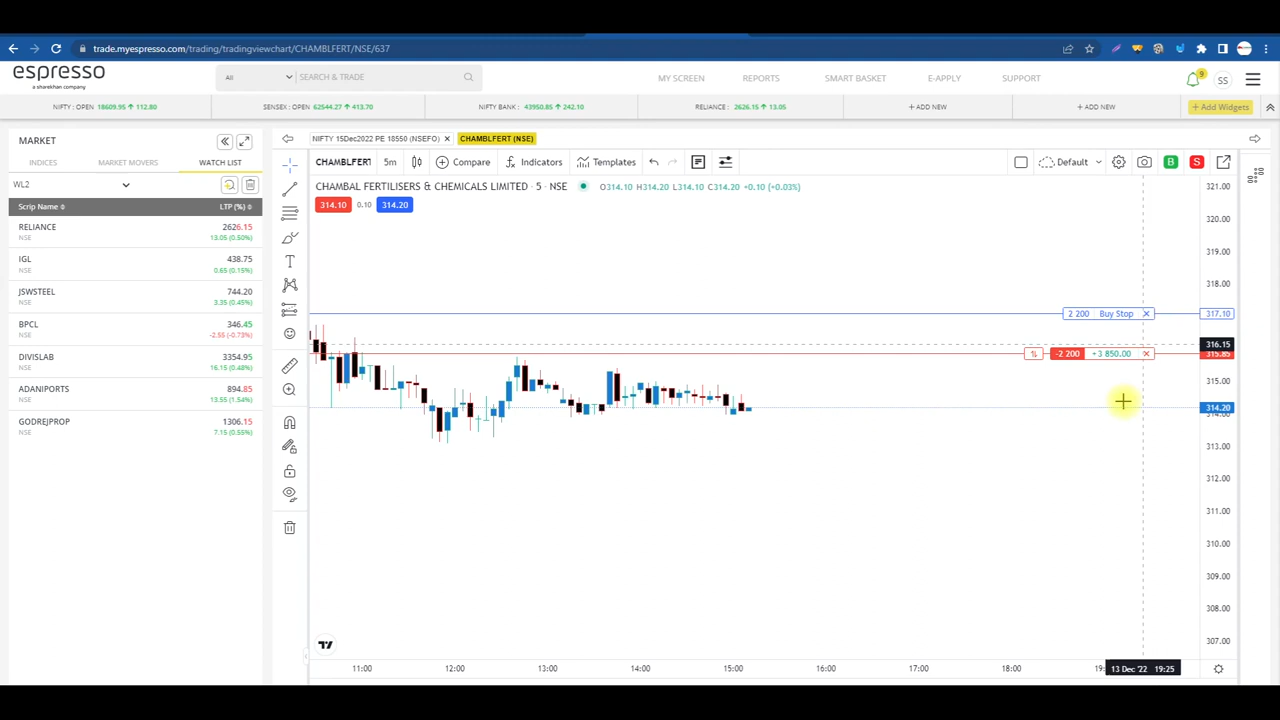 trade.myespresso.com/trading/tradingviewchart/CHAMBLFERT/NSE/637
espresso
a sharekhan company
All
SEARCH & TRADE
MY SCREEN
REPORTS
SMART BASKET
E-APPLY
SUPPORT
9
SS
NIFTY : OPEN 18609.95 ↑ 112.80
SENSEX : OPEN 62544.27 ↑ 413.70
NIFTY BANK : 43950.85 ↑ 242.10
RELIANCE : 2626.15 ↑ 13.05
+ ADD NEW
+ ADD NEW
+ Add Widgets
MARKET
INDICES
MARKET MOVERS
WATCH LIST
WL2
Scrip Name
LTP (%)
RELIANCE 2626.15
NSE 13.05 (0.50%)
IGL 438.75
NSE 0.65 (0.15%)
JSWSTEEL 744.20
NSE 3.35 (0.45%)
BPCL 346.45
NSE -2.55 (-0.73%)
DIVISLAB 3354.95
NSE 16.15 (0.48%)
ADANIPORTS 894.85
NSE 13.55 (1.54%)
GODREJPROP 1306.15
NSE 7.15 (0.55%)
NIFTY 15Dec2022 PE 18550 (NSEFO) ×
CHAMBLFERT (NSE)
CHAMBLFERT
5m
Compare
Indicators
Templates
Default
B
S
CHAMBAL FERTILISERS & CHEMICALS LIMITED · 5 · NSE
O314.10 H314.20 L314.10 C314.20 +0.10 (+0.03%)
314.10
0.10
314.20
T
321.00
320.00
319.00
318.00
2 200 Buy Stop ×
317.10
316.15
-2 200 +3 850.00 ×
315.85
315.00
314.20
314.00
313.00
312.00
311.00
310.00
309.00
308.00
307.00
11:00
12:00
13:00
14:00
15:00
16:00
17:00
18:00
13 Dec '22 19:25